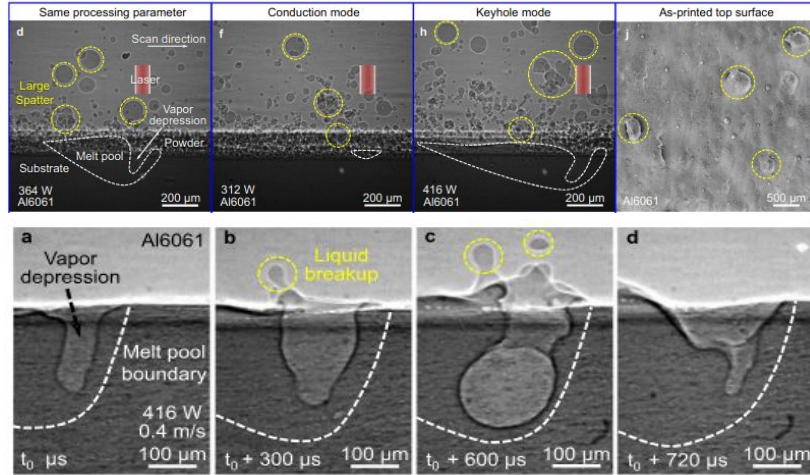 Same processing parameter
Conduction mode
Keyhole mode
As-printed top surface
d
Scan direction
Laser
Large
Spatter
Vapor
depression
Powder
Melt pool
Substrate
364 W
Al6061
200 µm
f
312 W
Al6061
200 µm
h
416 W
Al6061
200 µm
j
Al6061
500 µm
a
Al6061
Vapor
depression
Melt pool
boundary
416 W
0.4 m/s
t₀ µs
100 µm
b
Liquid
breakup
t₀ + 300 µs
100 µm
c
t₀ + 600 µs
100 µm
d
t₀ + 720 µs
100 µm